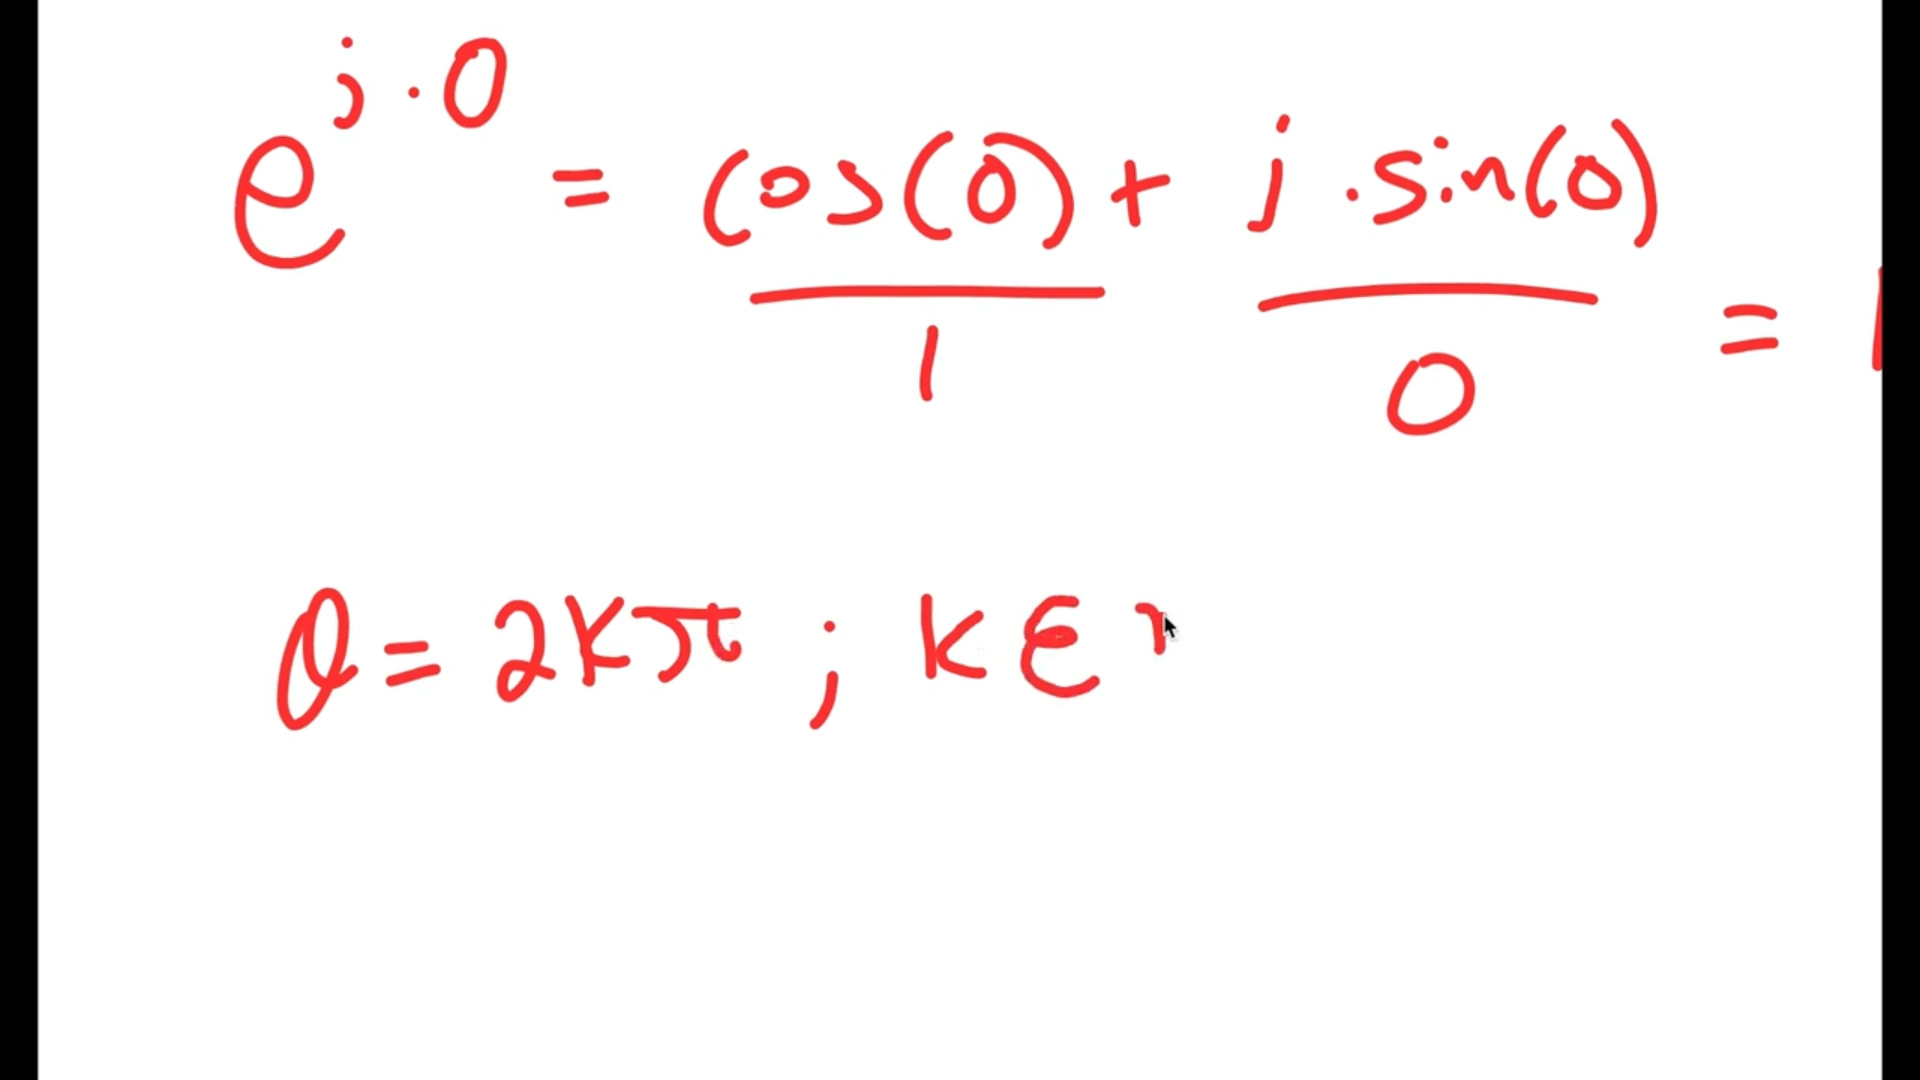 e^{j·0} = cos(0) + j·sin(0)
1 0 = 1
θ = 2kπ ; k ∈